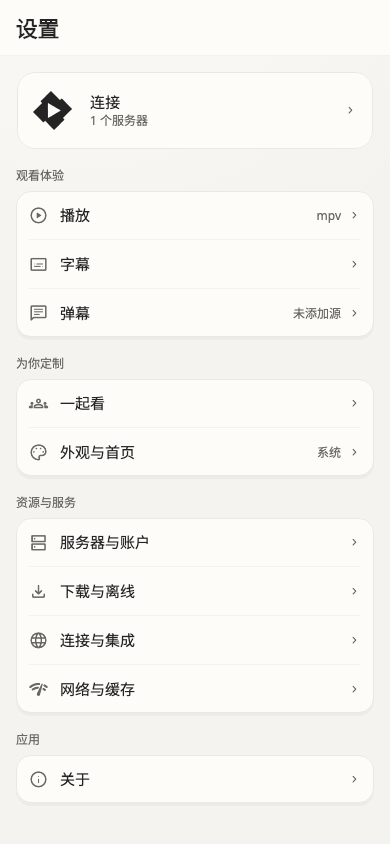 设置
连接
1 个服务器
观看体验
播放 mpv
字幕
弹幕 未添加源
为你定制
一起看
外观与首页 系统
资源与服务
服务器与账户
下载与离线
连接与集成
网络与缓存
应用
关于